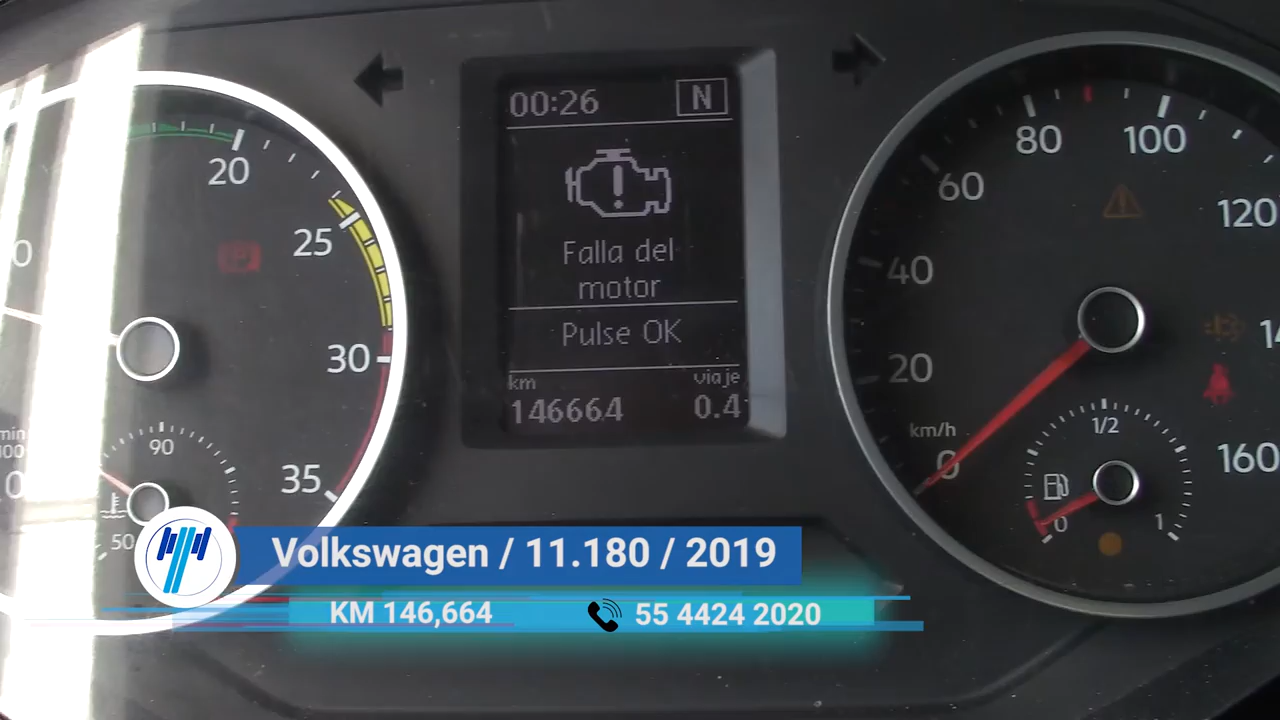 00:26 N
Falla del
motor
Pulse OK
km viaje
146664 0.4
20
25
30
35
90
50
0
20
40
60
80
100
120
160
km/h
1/2
0
1
Volkswagen / 11.180 / 2019
KM 146,664 55 4424 2020